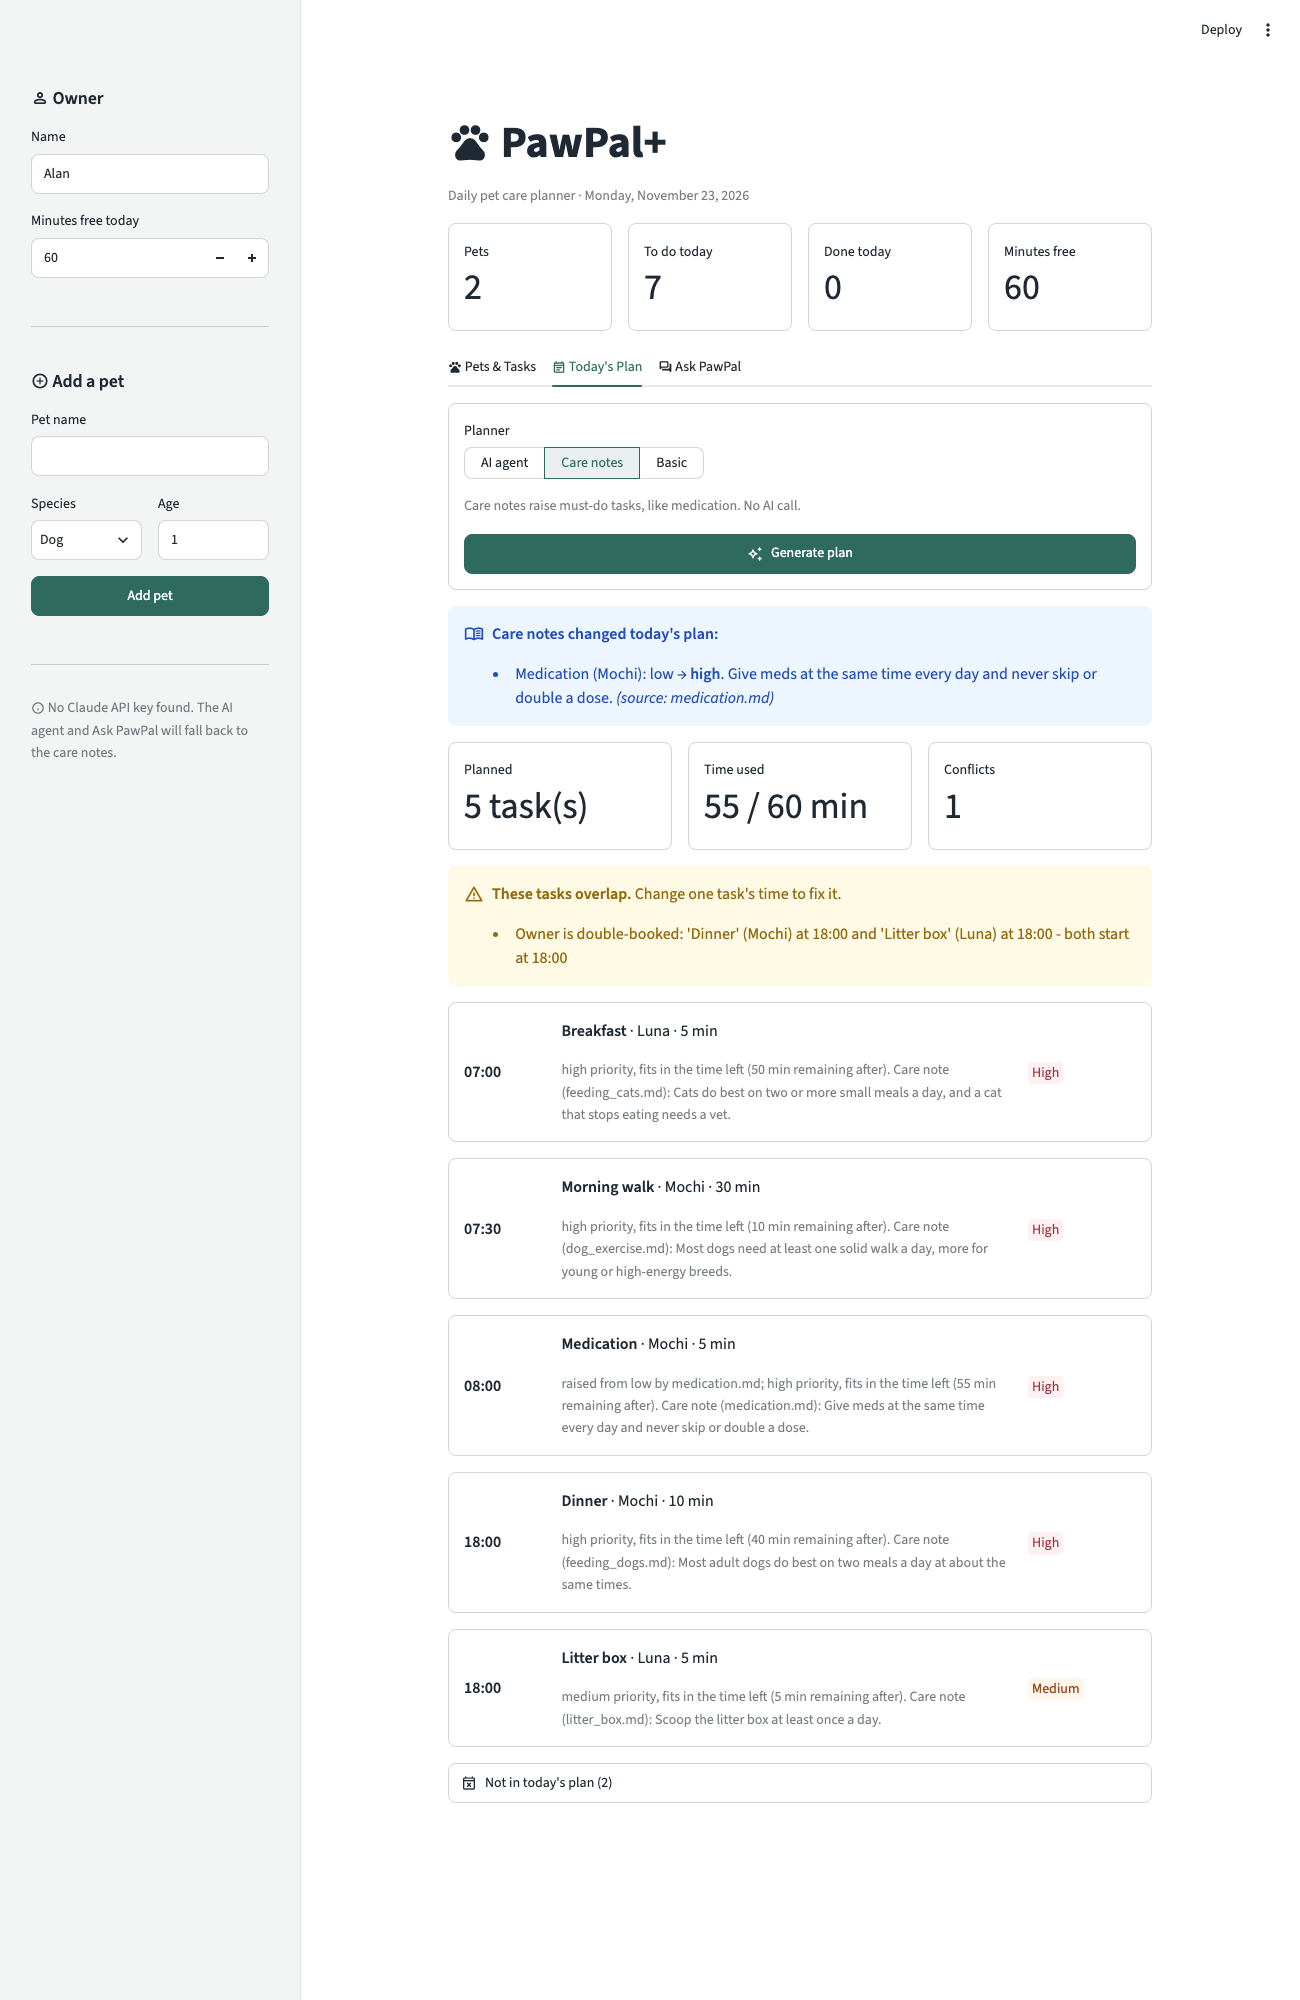 Deploy
Owner
Name
Alan
Minutes free today
60
Add a pet
Pet name
Species
Age
Dog
1
Add pet
No Claude API key found. The AI
agent and Ask PawPal will fall back to
the care notes.
PawPal+
Daily pet care planner · Monday, November 23, 2026
Pets
2
To do today
7
Done today
0
Minutes free
60
Pets & Tasks
Today's Plan
Ask PawPal
Planner
AI agent
Care notes
Basic
Care notes raise must-do tasks, like medication. No AI call.
Generate plan
Care notes changed today's plan:
• Medication (Mochi): low → high. Give meds at the same time every day and never skip or
double a dose. (source: medication.md)
Planned
5 task(s)
Time used
55 / 60 min
Conflicts
1
These tasks overlap. Change one task's time to fix it.
• Owner is double-booked: 'Dinner' (Mochi) at 18:00 and 'Litter box' (Luna) at 18:00 - both start
at 18:00
07:00
Breakfast · Luna · 5 min
high priority, fits in the time left (50 min remaining after). Care note
(feeding_cats.md): Cats do best on two or more small meals a day, and a cat
that stops eating needs a vet.
High
07:30
Morning walk · Mochi · 30 min
high priority, fits in the time left (10 min remaining after). Care note
(dog_exercise.md): Most dogs need at least one solid walk a day, more for
young or high-energy breeds.
High
08:00
Medication · Mochi · 5 min
raised from low by medication.md; high priority, fits in the time left (55 min
remaining after). Care note (medication.md): Give meds at the same time
every day and never skip or double a dose.
High
18:00
Dinner · Mochi · 10 min
high priority, fits in the time left (40 min remaining after). Care note
(feeding_dogs.md): Most adult dogs do best on two meals a day at about the
same times.
High
18:00
Litter box · Luna · 5 min
medium priority, fits in the time left (5 min remaining after). Care note
(litter_box.md): Scoop the litter box at least once a day.
Medium
Not in today's plan (2)